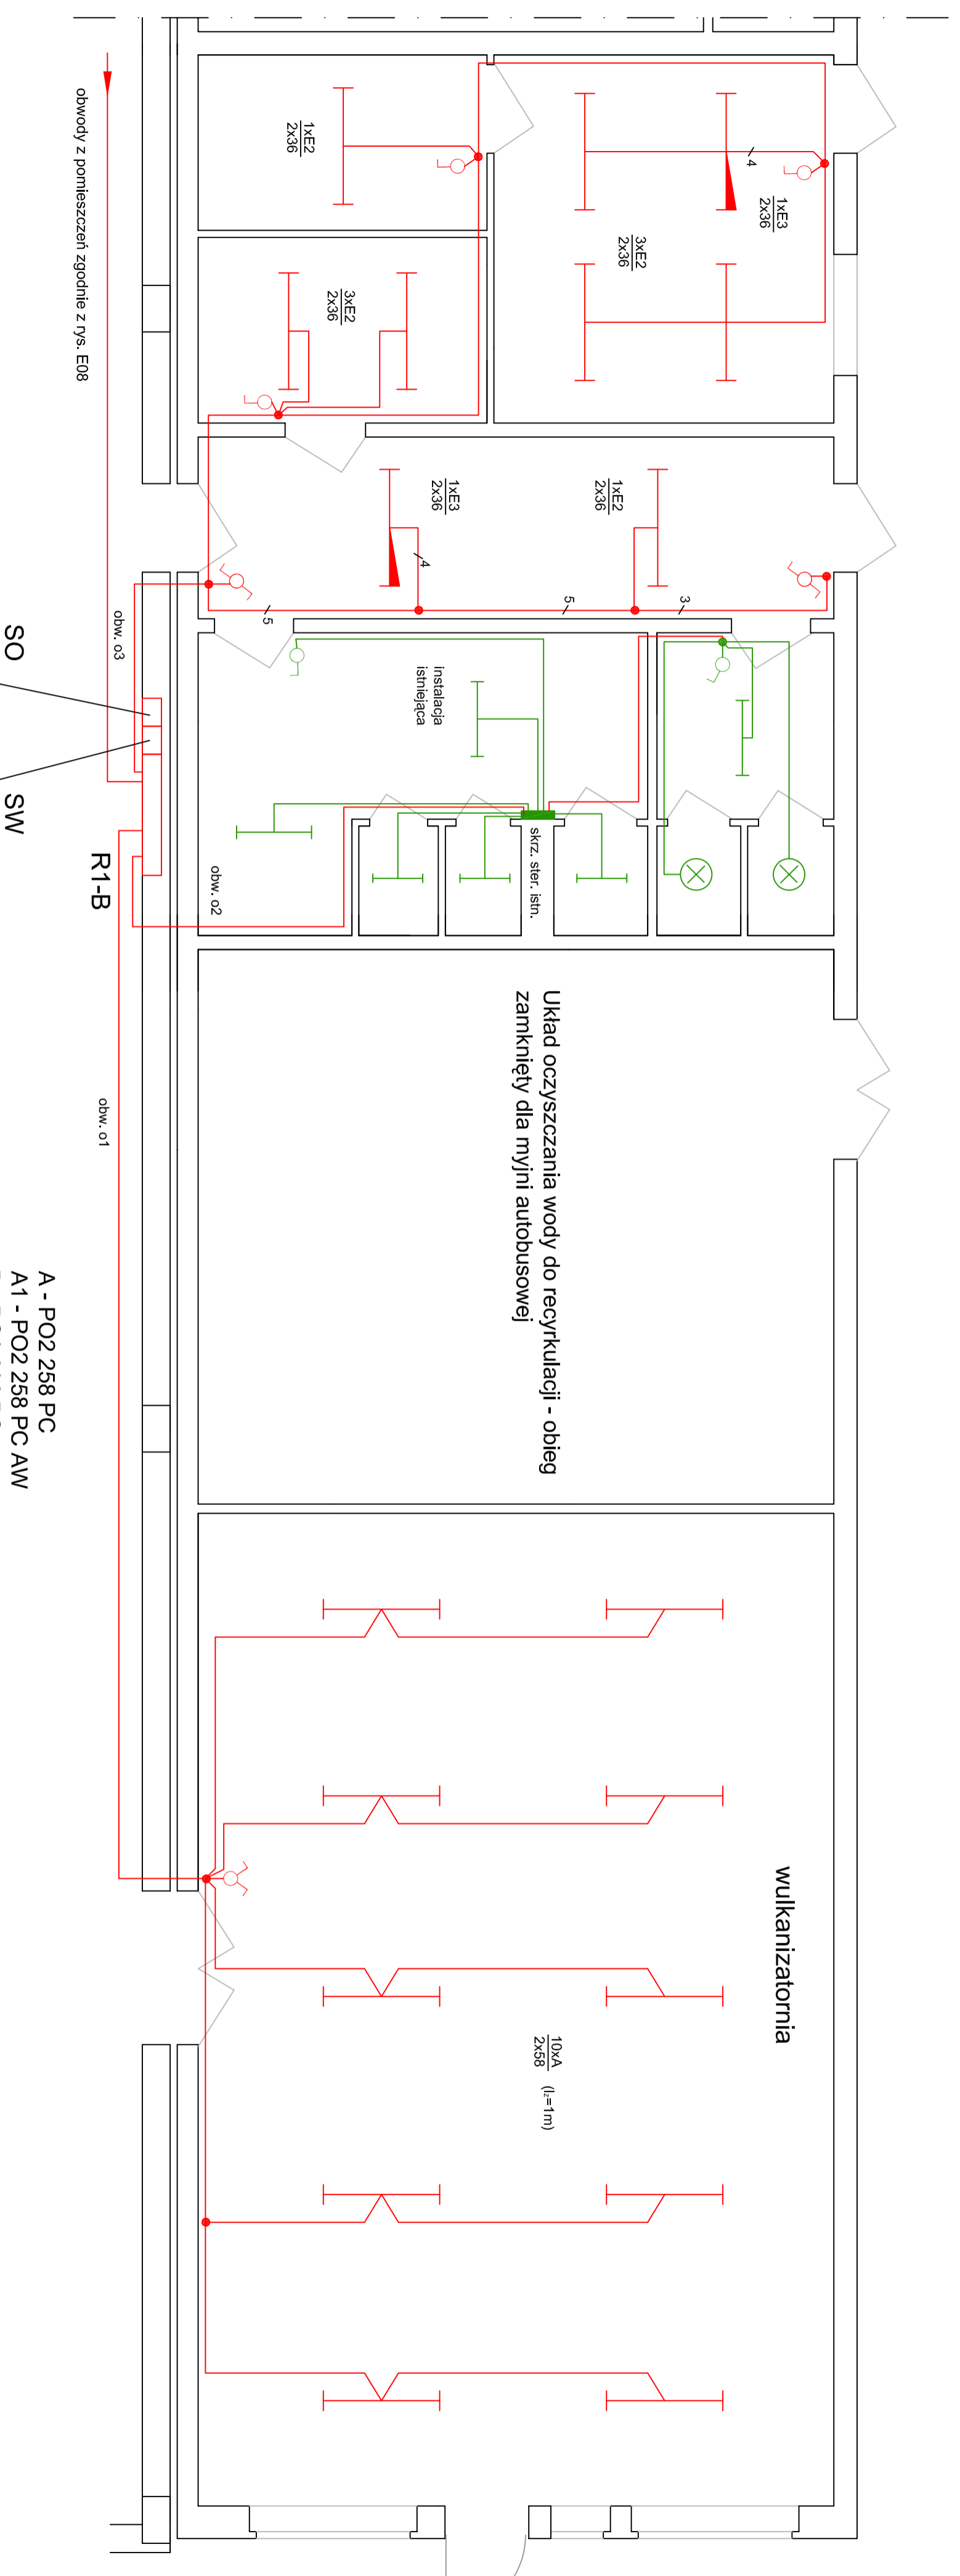 1xE2
2x36
1xE3
2x36
3xE2
2x36
4
3xE2
2x36
obwody z pomieszczeń zgodnie z rys. E08
1xE3
2x36
4
1xE2
2x36
5
5
3
obw. o3
SO
SW
R1-B
instalacja
istniejąca
skrz. ster. istn.
obw. o2
obw. o1
Układ oczyszczania wody do recyrkulacji - obieg
zamknięty dla myjni autobusowej
A - PO2 258 PC
A1 - PO2 258 PC AW
wulkanizatornia
10xA
2x58
(l₂=1m)